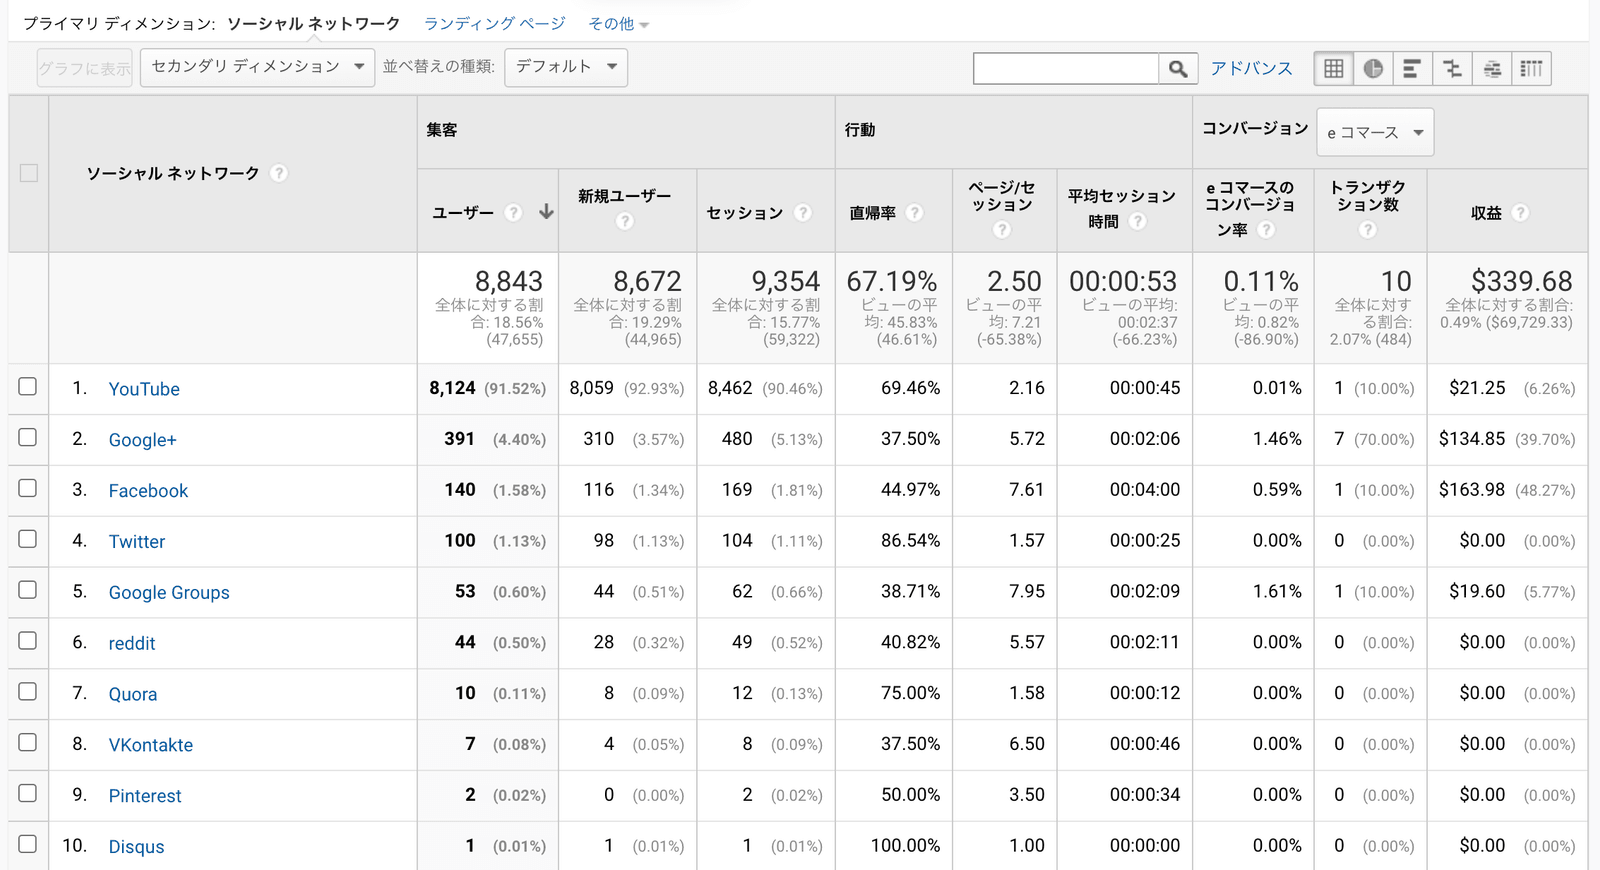 プライマリ ディメンション: ソーシャル ネットワーク ランディング ページ その他
グラフに表示 セカンダリ ディメンション 並べ替えの種類: デフォルト アドバンス
ソーシャル ネットワーク ?
集客
行動
コンバージョン e コマース
ユーザー ?
新規ユーザー
?
セッション ?
直帰率 ?
ページ/セ
ッション
?
平均セッション
時間 ?
e コマースの
コンバージョ
ン率 ?
トランザク
ション数
?
収益 ?
8,843
全体に対する割
合: 18.56%
(47,655)
8,672
全体に対する割
合: 19.29%
(44,965)
9,354
全体に対する割
合: 15.77%
(59,322)
67.19%
ビューの平
均: 45.83%
(46.61%)
2.50
ビューの平
均: 7.21
(-65.38%)
00:00:53
ビューの平均:
00:02:37
(-66.23%)
0.11%
ビューの平
均: 0.82%
(-86.90%)
10
全体に対す
る割合:
2.07% (484)
$339.68
全体に対する割合:
0.49% ($69,729.33)
1. YouTube 8,124 (91.52%) 8,059 (92.93%) 8,462 (90.46%) 69.46% 2.16 00:00:45 0.01% 1 (10.00%) $21.25 (6.26%)
2. Google+ 391 (4.40%) 310 (3.57%) 480 (5.13%) 37.50% 5.72 00:02:06 1.46% 7 (70.00%) $134.85 (39.70%)
3. Facebook 140 (1.58%) 116 (1.34%) 169 (1.81%) 44.97% 7.61 00:04:00 0.59% 1 (10.00%) $163.98 (48.27%)
4. Twitter 100 (1.13%) 98 (1.13%) 104 (1.11%) 86.54% 1.57 00:00:25 0.00% 0 (0.00%) $0.00 (0.00%)
5. Google Groups 53 (0.60%) 44 (0.51%) 62 (0.66%) 38.71% 7.95 00:02:09 1.61% 1 (10.00%) $19.60 (5.77%)
6. reddit 44 (0.50%) 28 (0.32%) 49 (0.52%) 40.82% 5.57 00:02:11 0.00% 0 (0.00%) $0.00 (0.00%)
7. Quora 10 (0.11%) 8 (0.09%) 12 (0.13%) 75.00% 1.58 00:00:12 0.00% 0 (0.00%) $0.00 (0.00%)
8. VKontakte 7 (0.08%) 4 (0.05%) 8 (0.09%) 37.50% 6.50 00:00:46 0.00% 0 (0.00%) $0.00 (0.00%)
9. Pinterest 2 (0.02%) 0 (0.00%) 2 (0.02%) 50.00% 3.50 00:00:34 0.00% 0 (0.00%) $0.00 (0.00%)
10. Disqus 1 (0.01%) 1 (0.01%) 1 (0.01%) 100.00% 1.00 00:00:00 0.00% 0 (0.00%) $0.00 (0.00%)